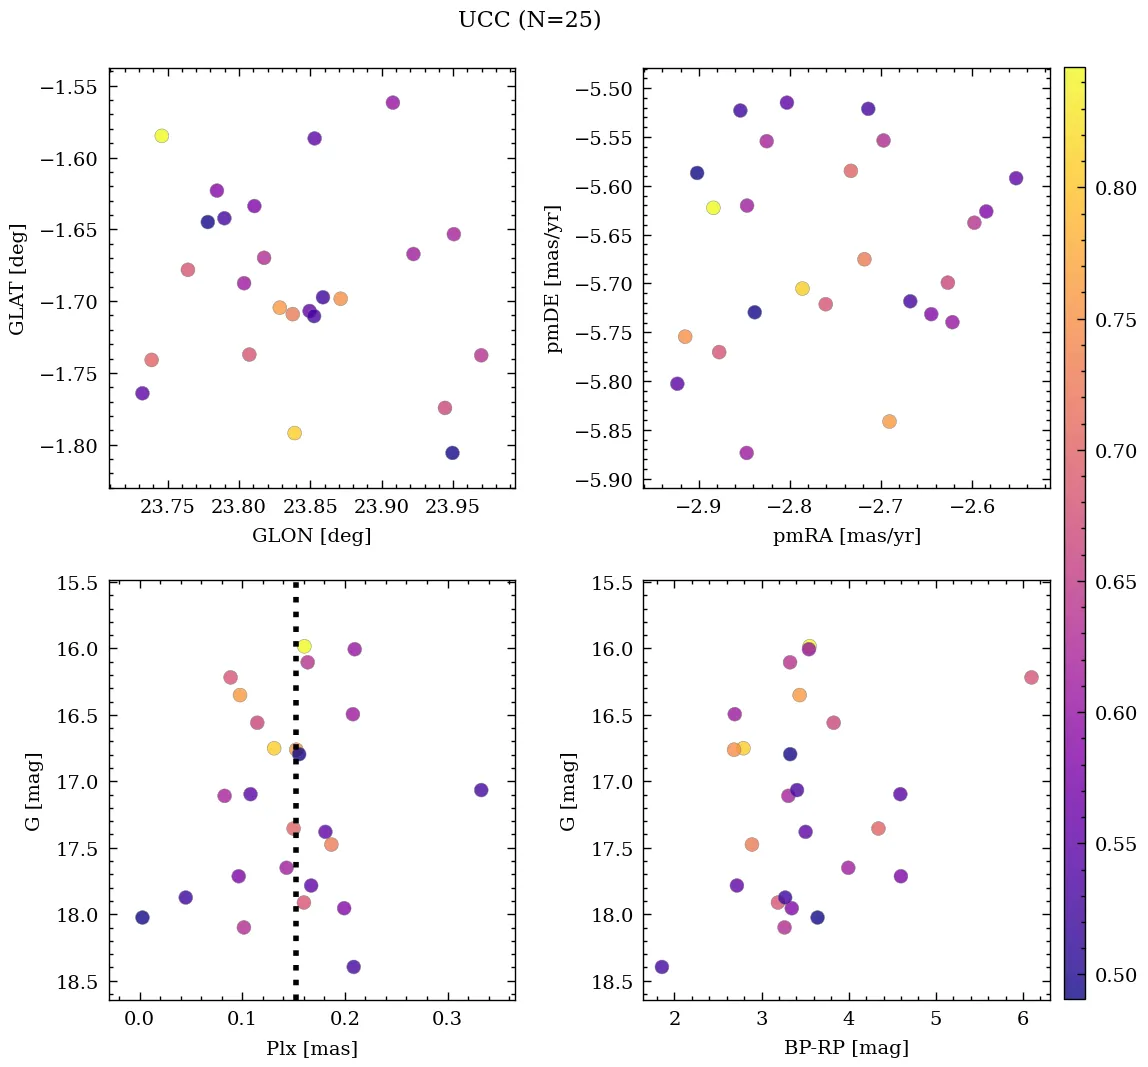 UCC (N=25)
−1.55
−1.60
−1.65
−1.70
−1.75
−1.80
GLAT [deg]
23.75 23.80 23.85 23.90 23.95
GLON [deg]
−5.50
−5.55
−5.60
−5.65
−5.70
−5.75
−5.80
−5.85
−5.90
pmDE [mas/yr]
−2.9 −2.8 −2.7 −2.6
pmRA [mas/yr]
15.5
16.0
16.5
17.0
17.5
18.0
18.5
G [mag]
0.0 0.1 0.2 0.3
Plx [mas]
15.5
16.0
16.5
17.0
17.5
18.0
18.5
G [mag]
2 3 4 5 6
BP-RP [mag]
0.80
0.75
0.70
0.65
0.60
0.55
0.50